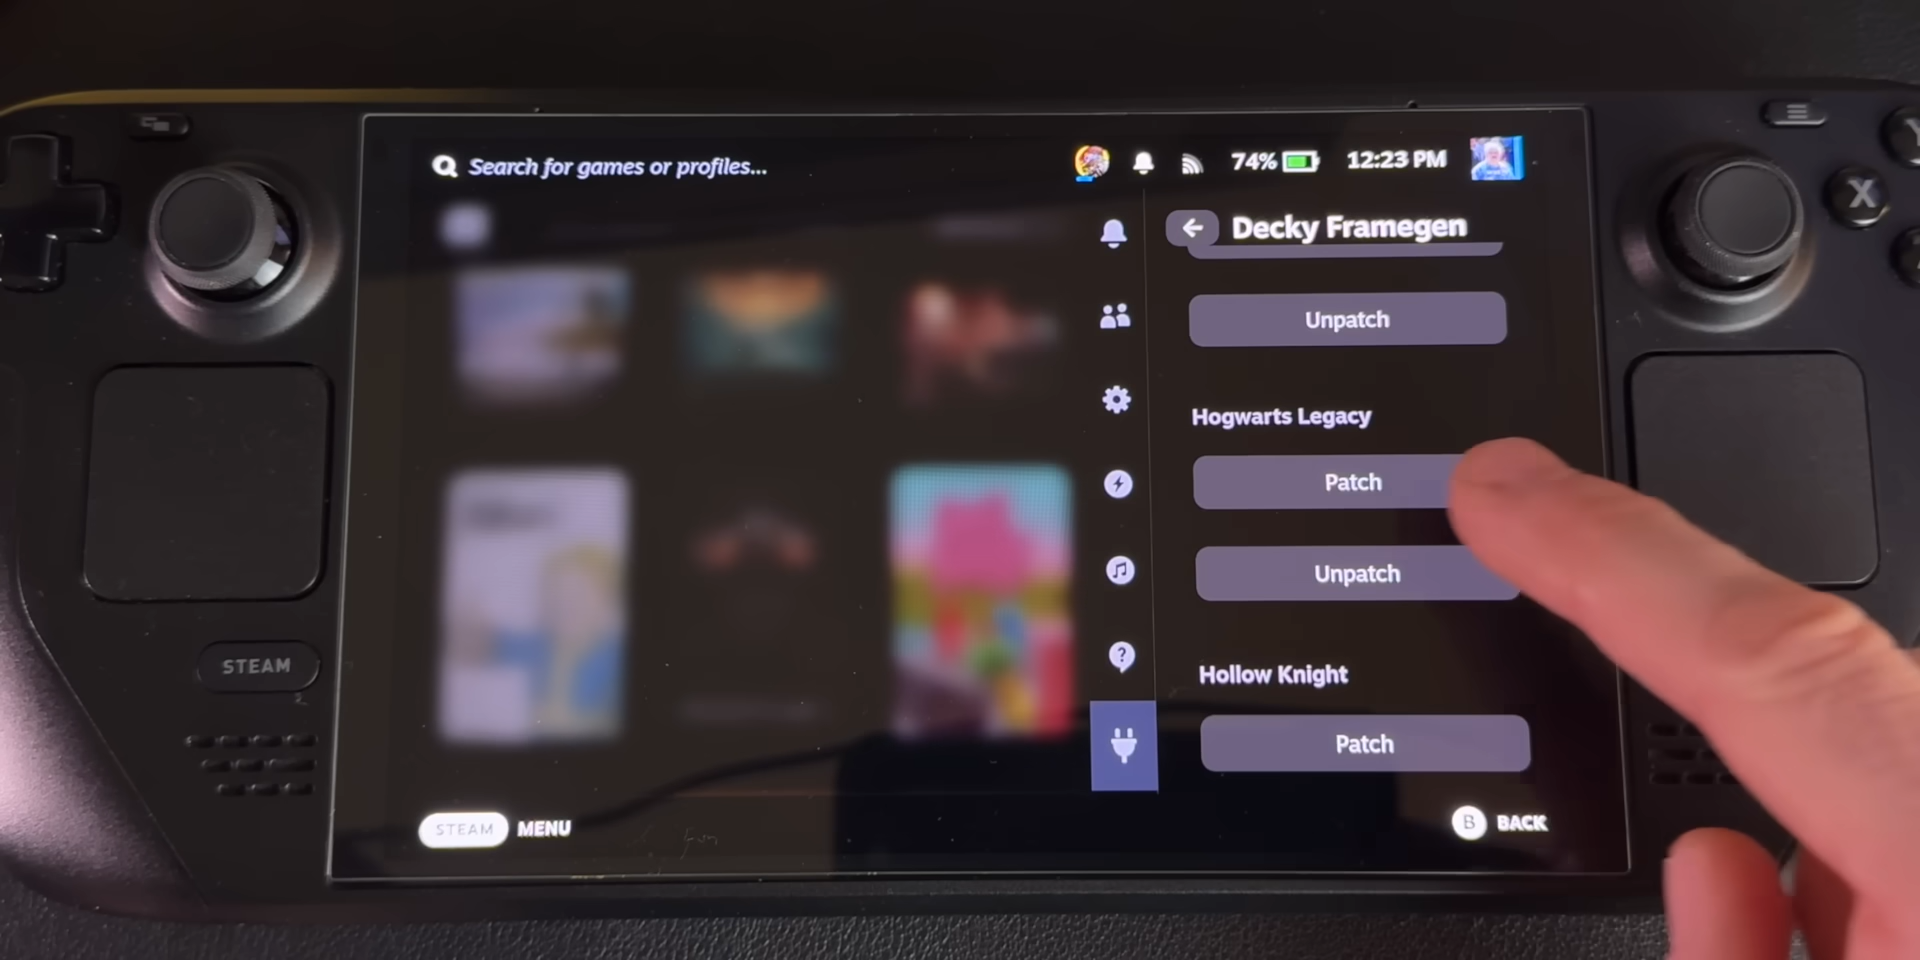 Search for games or profiles...
74%
12:23 PM
Decky Framegen
Unpatch
Hogwarts Legacy
Patch
Unpatch
Hollow Knight
Patch
STEAM
STEAM MENU
B BACK
X
Y